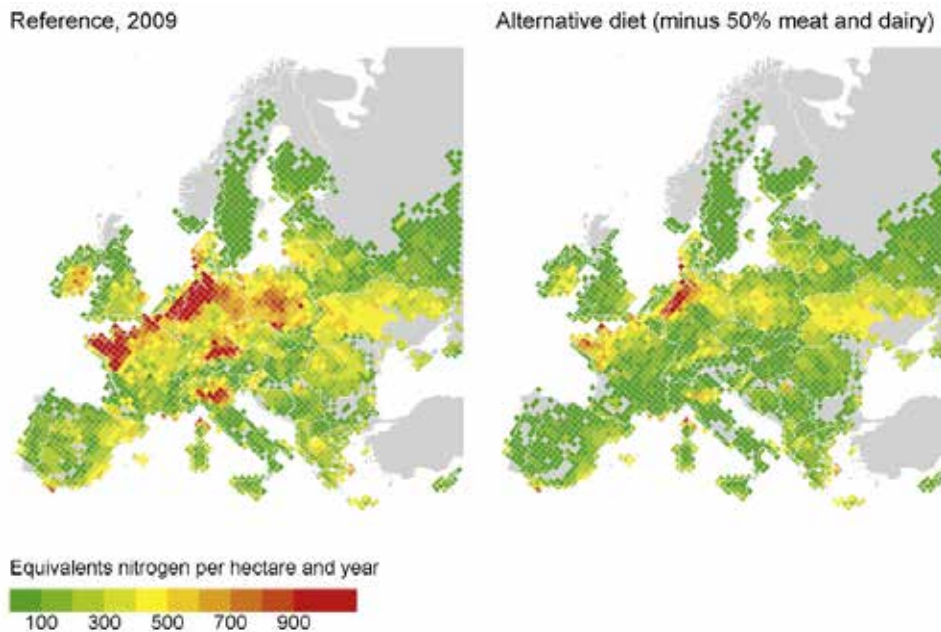 Reference, 2009
Alternative diet (minus 50% meat and dairy)
Equivalents nitrogen per hectare and year
100 300 500 700 900